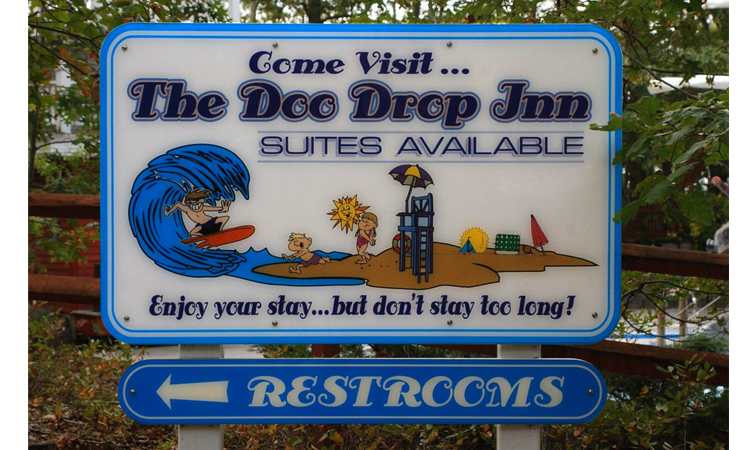 Come Visit...
The Doo Drop Inn
SUITES AVAILABLE
Enjoy your stay...but don't stay too long!
RESTROOMS